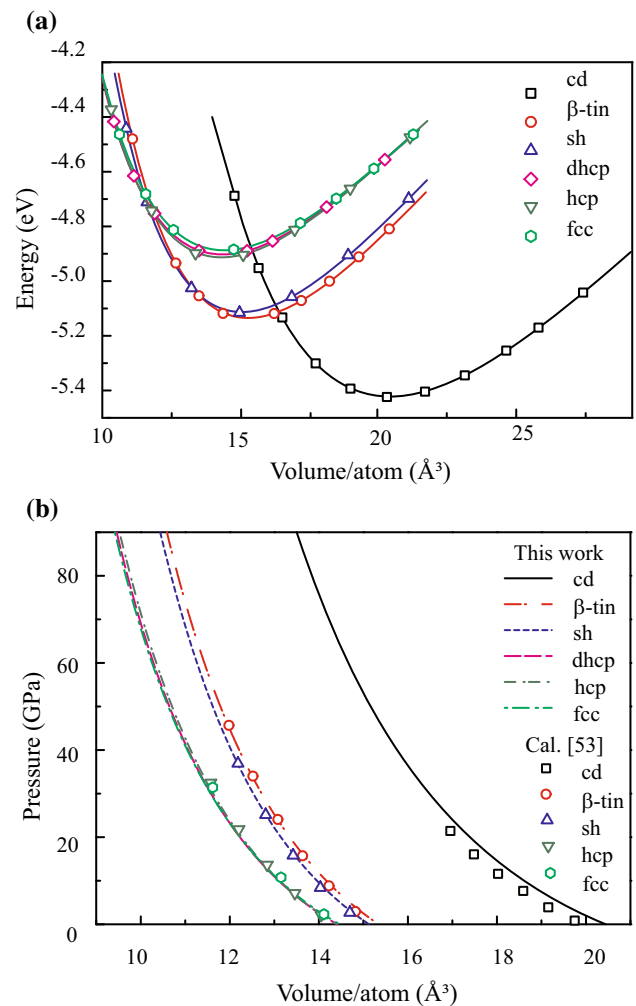 (a)
-4.2
-4.4
-4.6
-4.8
-5.0
-5.2
-5.4
Energy (eV)
cd
β-tin
sh
dhcp
hcp
fcc
10
15
20
25
Volume/atom (Å³)
(b)
80
60
40
20
0
Pressure (GPa)
This work
cd
β-tin
sh
dhcp
hcp
fcc
Cal. [53]
cd
β-tin
sh
hcp
fcc
10
12
14
16
18
20
Volume/atom (Å³)